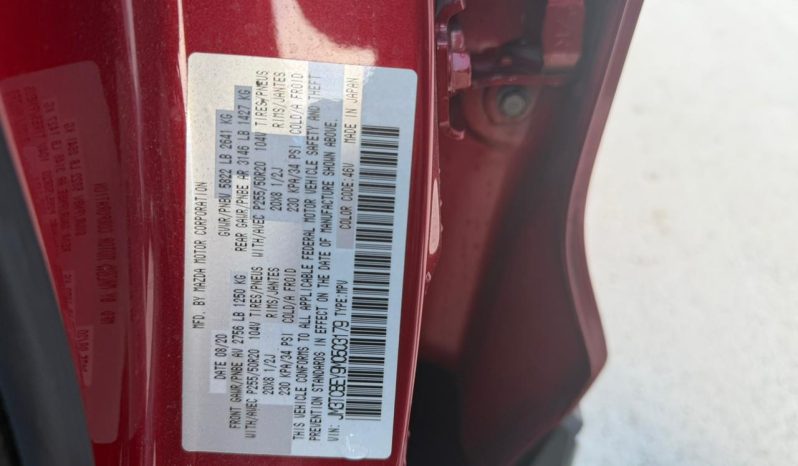 MFD. BY MAZDA MOTOR CORPORATION
DATE 08/20 GVWR/PNBV 5822 LB 2641 KG
FRONT GAWR/PNBE AV 2756 LB 1250 KG REAR GAWR/PNBE AR 3146 LB 1427 KG
WITH/AVEC P255/50R20 104V TIRES/PNEUS WITH/AVEC P255/50R20 104V TIRES/PNEUS
20X8 1/2J RIMS/JANTES 20X8 1/2J RIMS/JANTES
230 KPA/34 PSI COLD/A FROID 230 KPA/34 PSI COLD/A FROID
THIS VEHICLE CONFORMS TO ALL APPLICABLE FEDERAL MOTOR VEHICLE SAFETY AND THEFT
PREVENTION STANDARDS IN EFFECT ON THE DATE OF MANUFACTURE SHOWN ABOVE.
VIN: JM3TCBEY9M0503179 TYPE:MPV COLOR CODE:46V MADE IN JAPAN